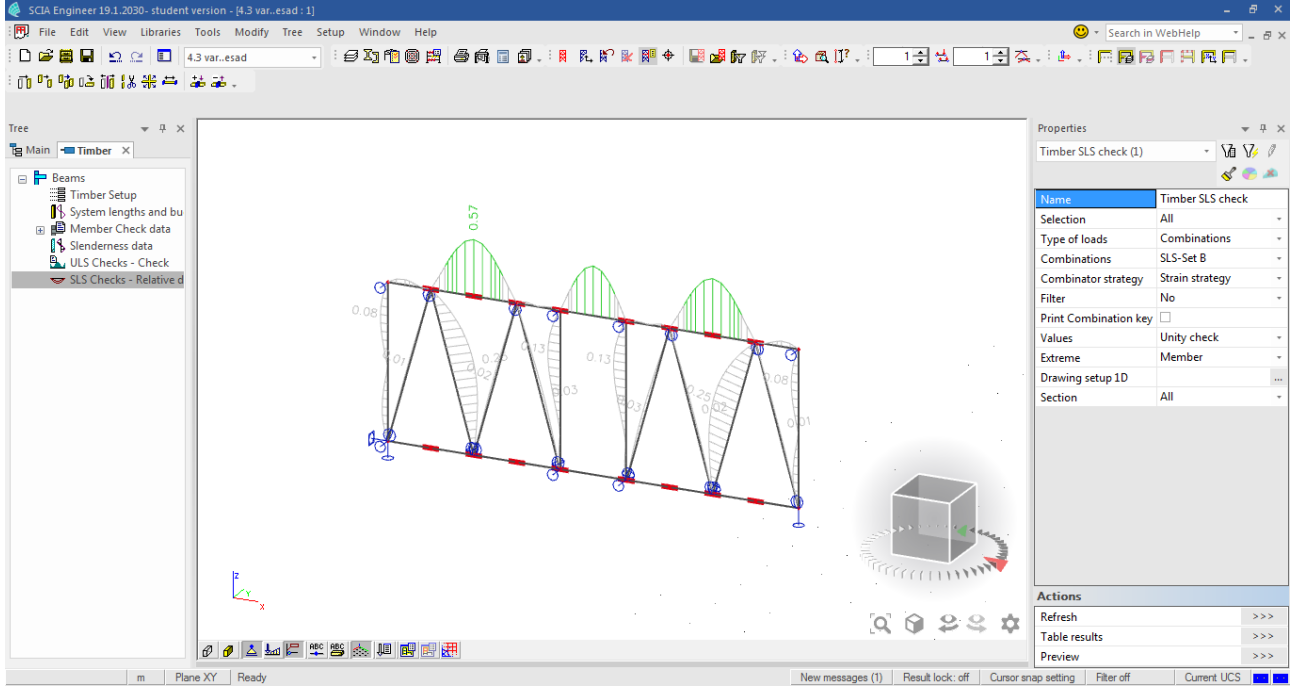 SCIA Engineer 19.1.2030- student version - [4.3 var..esad : 1]
File Edit View Libraries Tools Modify Tree Setup Window Help
Search in WebHelp
4.3 var..esad
1
1
Tree
Main Timber
Beams
Timber Setup
System lengths and bu
Member Check data
Slenderness data
ULS Checks - Check
SLS Checks - Relative d
0.57
0.08
0.01
0.25
0.02
0.13
0.03
0.13
0.03
0.25
0.02
0.08
0.01
z
Y
x
Properties
Timber SLS check (1)
Name Timber SLS check
Selection All
Type of loads Combinations
Combinations SLS-Set B
Combinator strategy Strain strategy
Filter No
Print Combination key
Values Unity check
Extreme Member
Drawing setup 1D ...
Section All
Actions
Refresh >>>
Table results >>>
Preview >>>
ABC ABC
m Plane XY Ready New messages (1) Result lock: off Cursor snap setting Filter off Current UCS